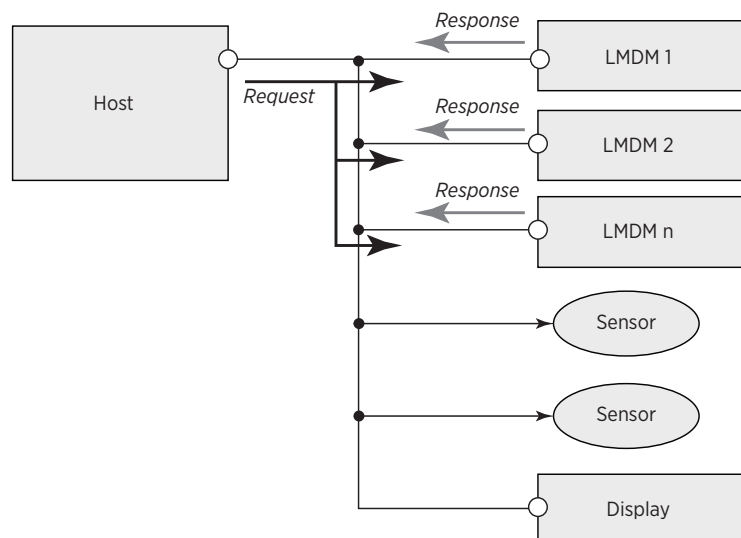 Response
LMDM 1
Host
Request
Response
LMDM 2
Response
LMDM n
Sensor
Sensor
Display